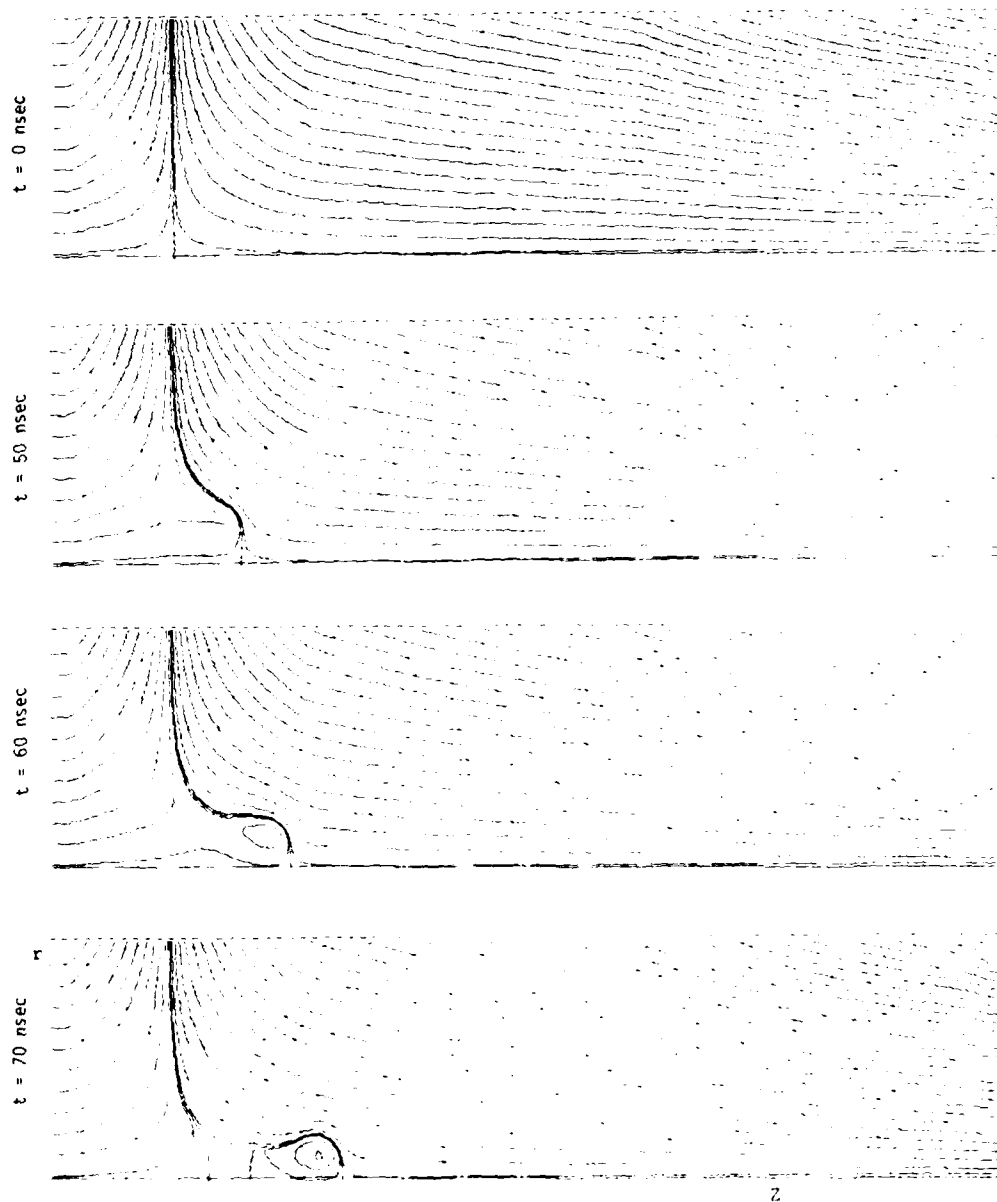 t = 0 nsec
t = 50 nsec
t = 60 nsec
t = 70 nsec
z